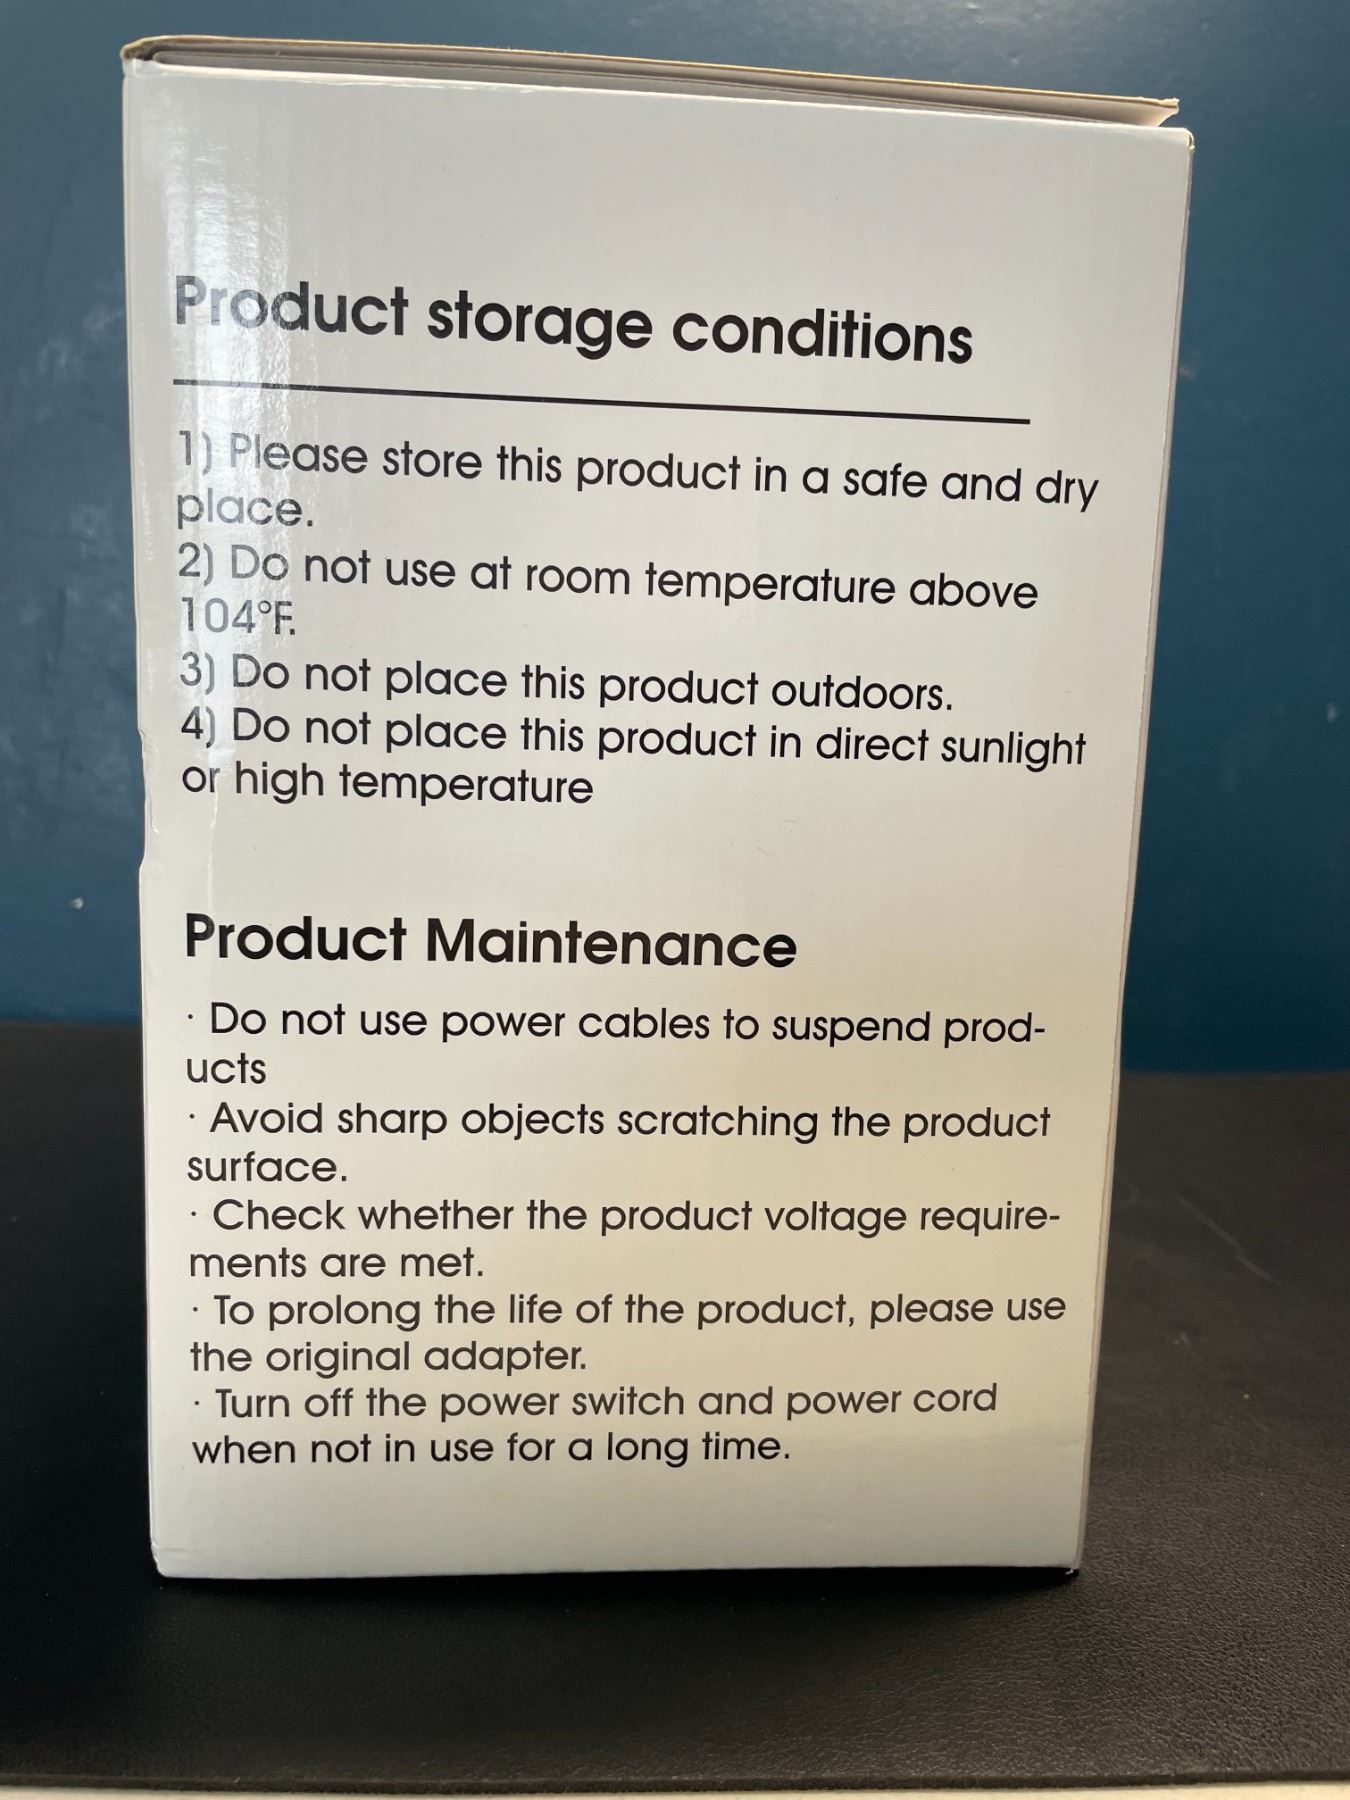 Product storage conditions
1) Please store this product in a safe and dry
place.
2) Do not use at room temperature above
104°F.
3) Do not place this product outdoors.
4) Do not place this product in direct sunlight
or high temperature
Product Maintenance
· Do not use power cables to suspend prod-
ucts
· Avoid sharp objects scratching the product
surface.
· Check whether the product voltage require-
ments are met.
· To prolong the life of the product, please use
the original adapter.
· Turn off the power switch and power cord
when not in use for a long time.